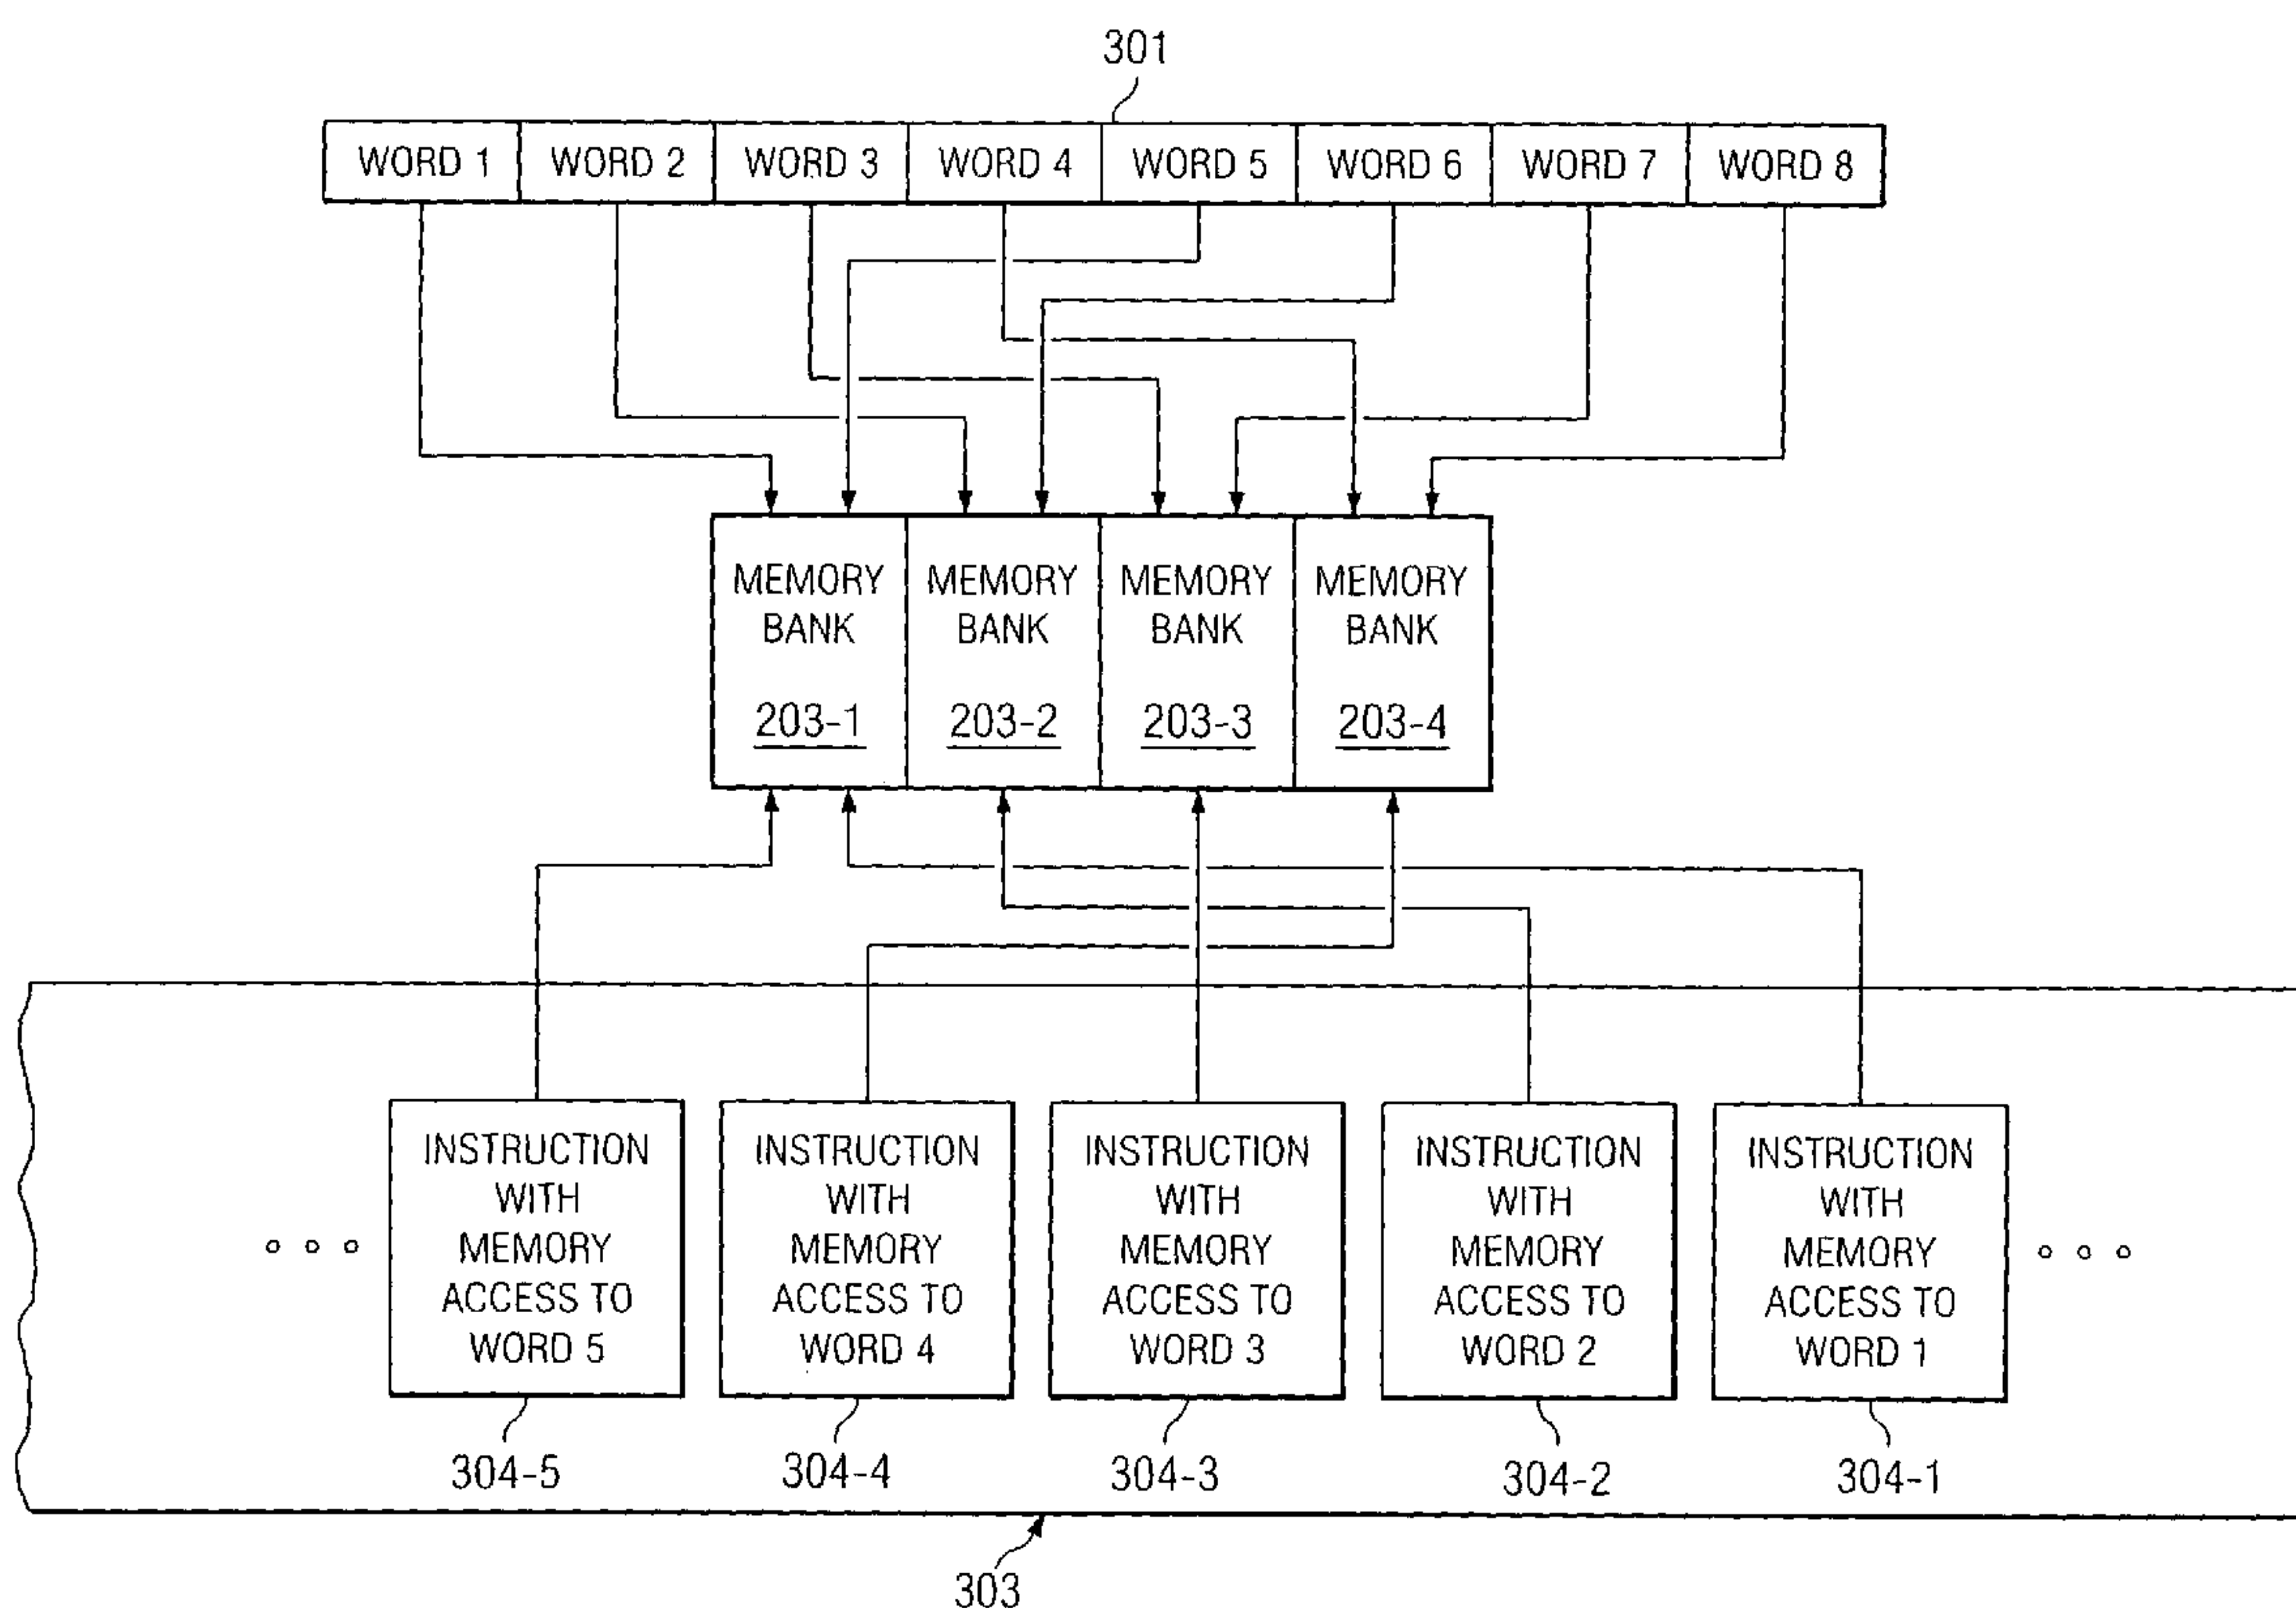 301
WORD 1 WORD 2 WORD 3 WORD 4 WORD 5 WORD 6 WORD 7 WORD 8
MEMORY
BANK
203-1
MEMORY
BANK
203-2
MEMORY
BANK
203-3
MEMORY
BANK
203-4
INSTRUCTION
WITH
MEMORY
ACCESS TO
WORD 5
INSTRUCTION
WITH
MEMORY
ACCESS TO
WORD 4
INSTRUCTION
WITH
MEMORY
ACCESS TO
WORD 3
INSTRUCTION
WITH
MEMORY
ACCESS TO
WORD 2
INSTRUCTION
WITH
MEMORY
ACCESS TO
WORD 1
304-5
304-4
304-3
304-2
304-1
303